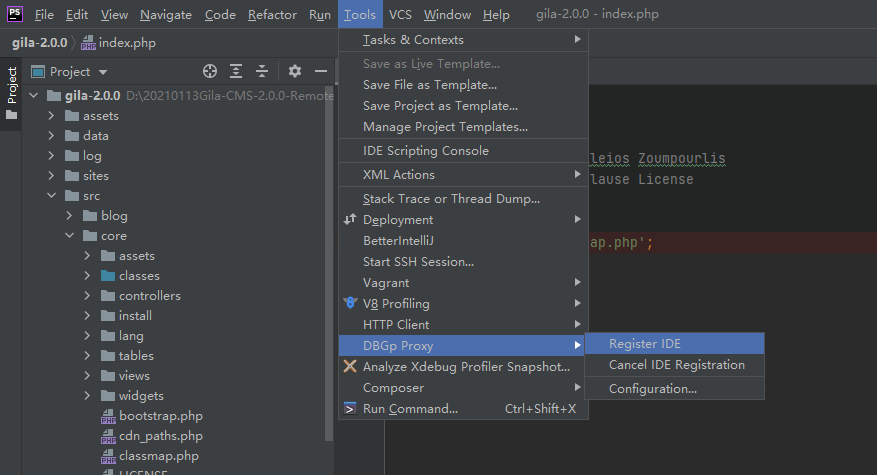 PS File Edit View Navigate Code Refactor Run Tools VCS Window Help gila-2.0.0 - index.php
gila-2.0.0 index.php
Project
Project
gila-2.0.0 D:\20210113Gila-CMS-2.0.0-Remote
assets
data
log
sites
src
blog
core
assets
classes
controllers
install
lang
tables
views
widgets
bootstrap.php
cdn_paths.php
classmap.php
LICENSE
Tasks & Contexts
Save as Live Template...
Save File as Template...
Save Project as Template...
Manage Project Templates...
IDE Scripting Console
XML Actions
Stack Trace or Thread Dump...
Deployment
BetterIntelliJ
Start SSH Session...
Vagrant
V8 Profiling
HTTP Client
DBGp Proxy
Analyze Xdebug Profiler Snapshot...
Composer
Run Command... Ctrl+Shift+X
Register IDE
Cancel IDE Registration
Configuration...
leios Zoumpourlis
lause License
ap.php';